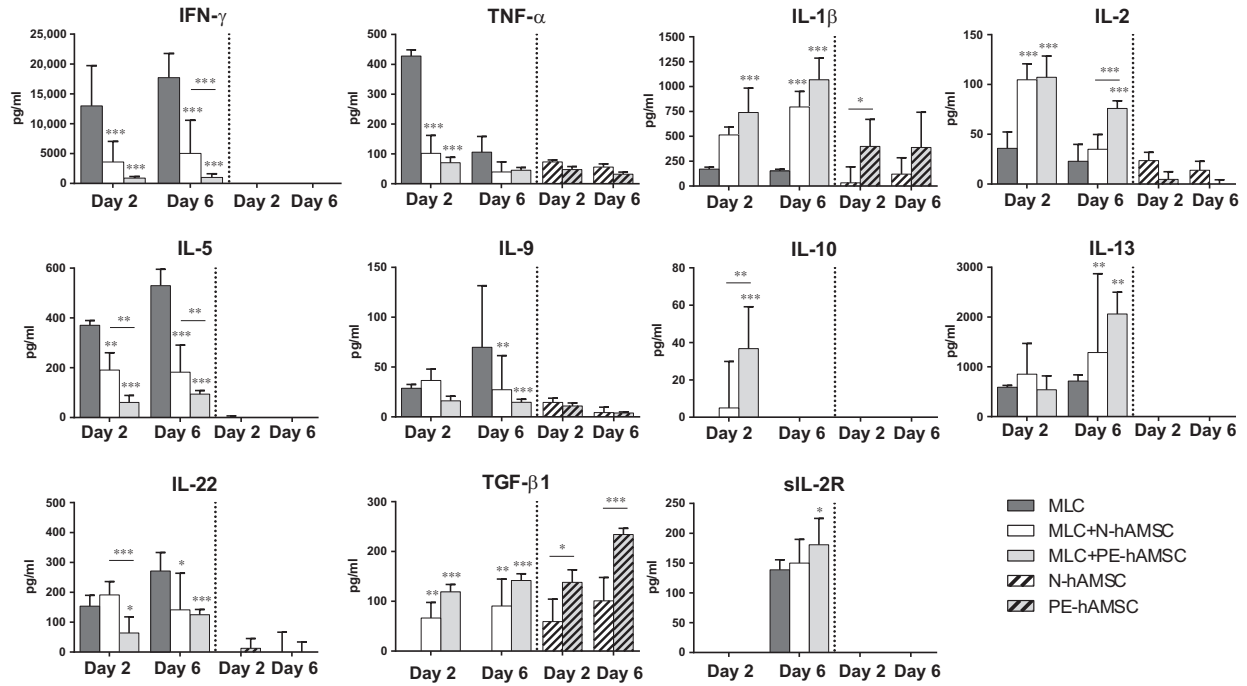 IFN-γ
pg/ml
25,000
20,000
15,000
10,000
5000
0
*** *** *** *** ***
Day 2 Day 6 Day 2 Day 6
TNF-α
pg/ml
500
400
300
200
100
0
*** ***
Day 2 Day 6 Day 2 Day 6
IL-1β
pg/ml
1500
1250
1000
750
500
250
0
*** *** *** *
Day 2 Day 6 Day 2 Day 6
IL-2
pg/ml
150
100
50
0
*** *** *** ***
Day 2 Day 6 Day 2 Day 6
IL-5
pg/ml
600
400
200
0
** ** *** ** *** ***
Day 2 Day 6 Day 2 Day 6
IL-9
pg/ml
150
100
50
0
** ***
Day 2 Day 6 Day 2 Day 6
IL-10
pg/ml
80
60
40
20
0
** ***
Day 2 Day 6 Day 2 Day 6
IL-13
pg/ml
3000
2000
1000
0
** **
Day 2 Day 6 Day 2 Day 6
IL-22
pg/ml
500
400
300
200
100
0
*** * * ***
Day 2 Day 6 Day 2 Day 6
TGF-β1
pg/ml
300
200
100
0
** *** ** *** * ***
Day 2 Day 6 Day 2 Day 6
sIL-2R
pg/ml
250
200
150
100
50
0
*
Day 2 Day 6 Day 2 Day 6
MLC
MLC+N-hAMSC
MLC+PE-hAMSC
N-hAMSC
PE-hAMSC